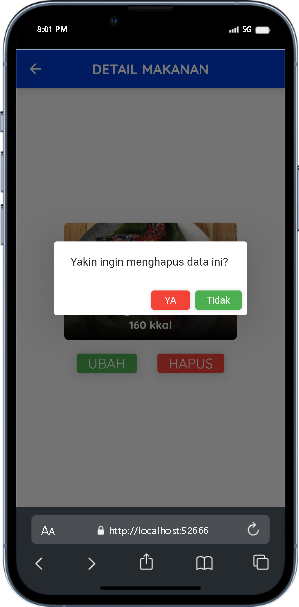 8:01 PM
5G
DETAIL MAKANAN
Yakin ingin menghapus data ini?
YA
Tidak
160 kkal
UBAH
HAPUS
AA
http://localhost:52666